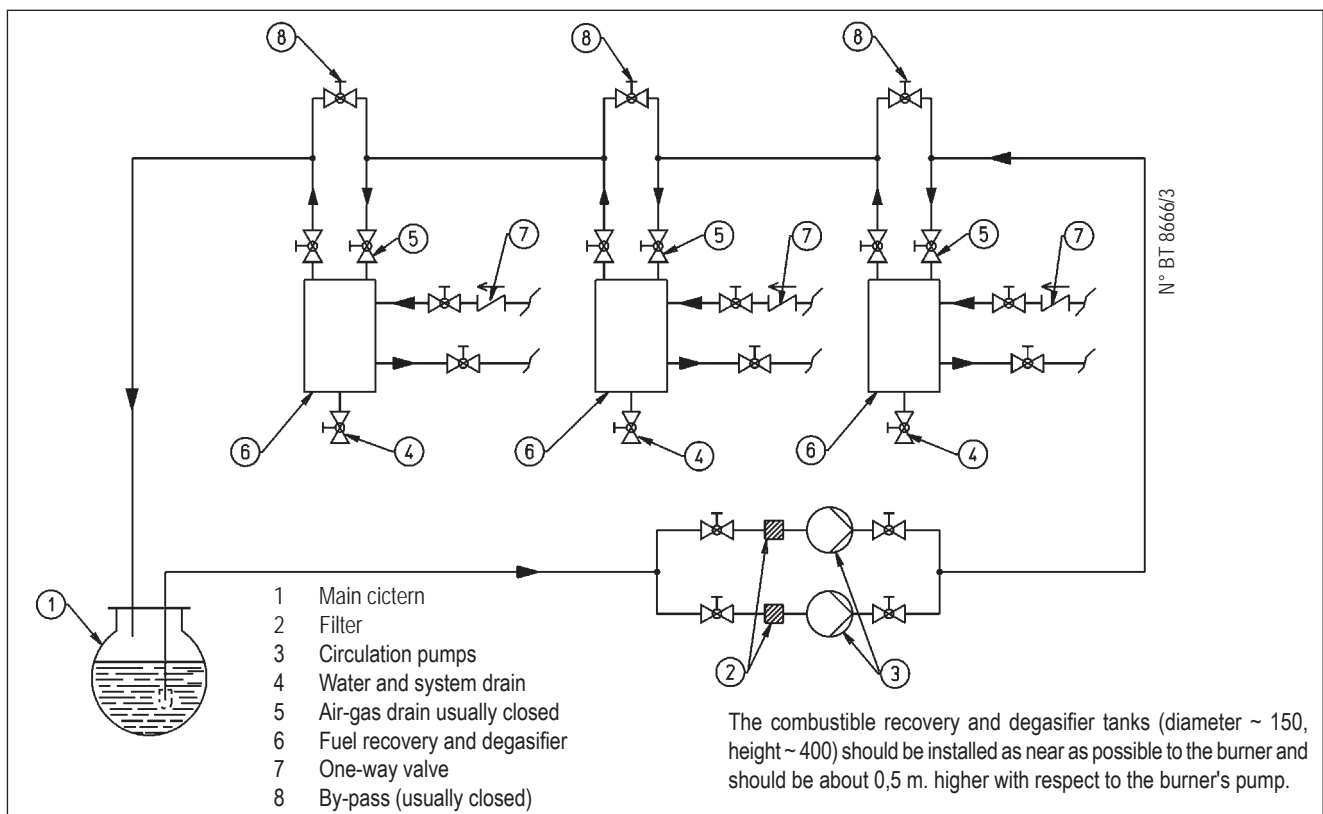 8 8 8
5 7 5 7 5 7
N° BT 8666/3
6 4 6 4 6 4
1
1 Main cictern
2 Filter
3 Circulation pumps
4 Water and system drain
5 Air-gas drain usually closed
6 Fuel recovery and degasifier
7 One-way valve
8 By-pass (usually closed)
2 3
The combustible recovery and degasifier tanks (diameter ~ 150,
height ~ 400) should be installed as near as possible to the burner and
should be about 0,5 m. higher with respect to the burner's pump.